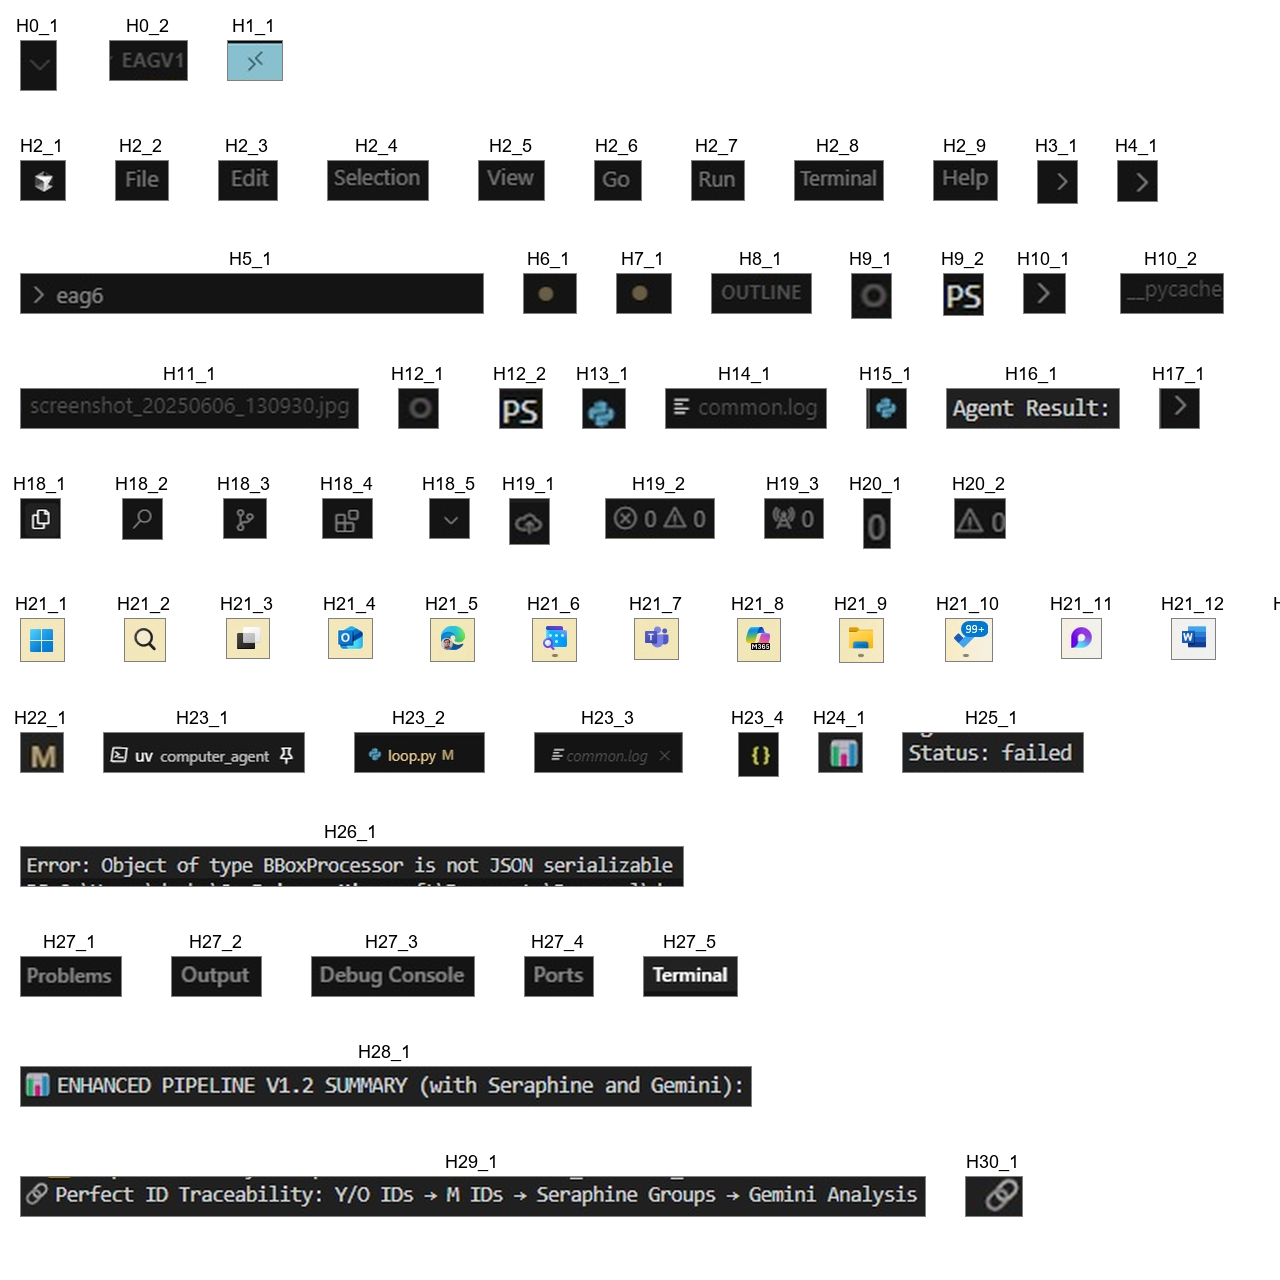 H0_1 H0_2 H1_1
EAGV1
H2_1 H2_2 H2_3 H2_4 H2_5 H2_6 H2_7 H2_8 H2_9 H3_1 H4_1
File Edit Selection View Go Run Terminal Help
H5_1 H6_1 H7_1 H8_1 H9_1 H9_2 H10_1 H10_2
eag6 OUTLINE PS __pycache
H11_1 H12_1 H12_2 H13_1 H14_1 H15_1 H16_1 H17_1
screenshot_20250606_130930.jpg PS common.log Agent Result:
H18_1 H18_2 H18_3 H18_4 H18_5 H19_1 H19_2 H19_3 H20_1 H20_2
0 0 0 0 0
H21_1 H21_2 H21_3 H21_4 H21_5 H21_6 H21_7 H21_8 H21_9 H21_10 H21_11 H21_12 H
M365 99+ W
H22_1 H23_1 H23_2 H23_3 H23_4 H24_1 H25_1
M uv computer_agent loop.py M common.log {} Status: failed
H26_1
Error: Object of type BBoxProcessor is not JSON serializable
H27_1 H27_2 H27_3 H27_4 H27_5
Problems Output Debug Console Ports Terminal
H28_1
ENHANCED PIPELINE V1.2 SUMMARY (with Seraphine and Gemini):
H29_1 H30_1
Perfect ID Traceability: Y/O IDs → M IDs → Seraphine Groups → Gemini Analysis